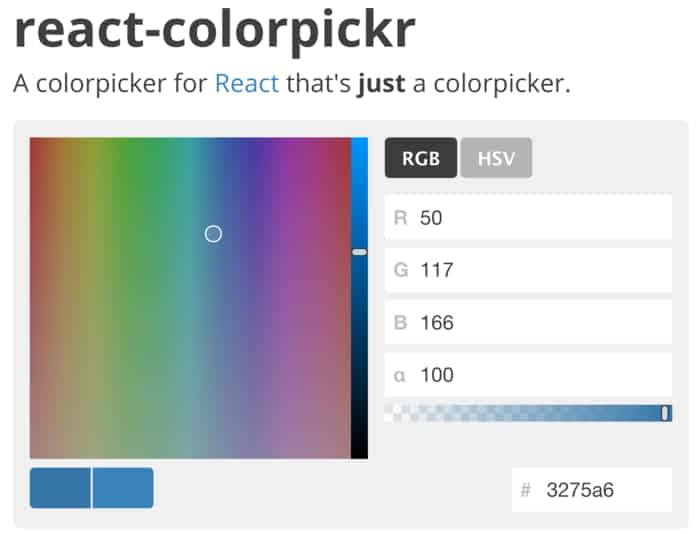 react-colorpickr
A colorpicker for React that's just a colorpicker.
RGB HSV
R 50
G 117
B 166
α 100
# 3275a6